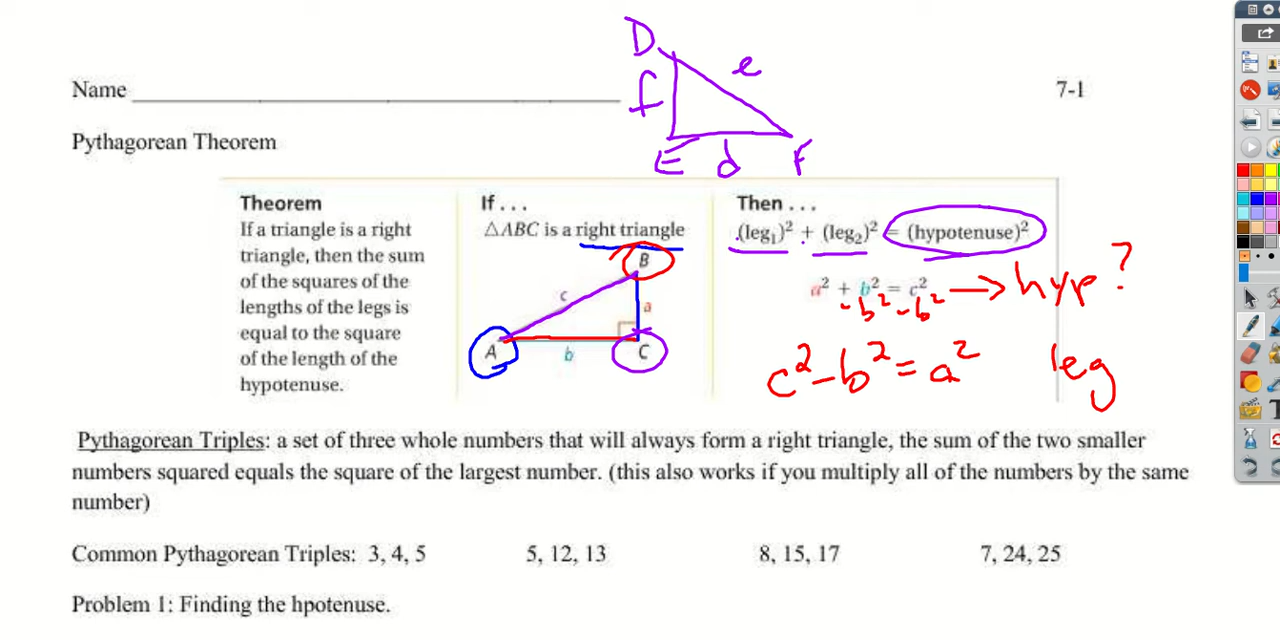 D
e
f
E d F
Name 7-1
Pythagorean Theorem
Theorem
If a triangle is a right
triangle, then the sum
of the squares of the
lengths of the legs is
equal to the square
of the length of the
hypotenuse.
If . . .
△ABC is a right triangle
B
c
a
A
b
C
Then . . .
(leg₁)² + (leg₂)² = (hypotenuse)²
a² + b² = c² → hyp ?
-b² -b²
c² - b² = a² leg
Pythagorean Triples: a set of three whole numbers that will always form a right triangle, the sum of the two smaller
numbers squared equals the square of the largest number. (this also works if you multiply all of the numbers by the same
number)
Common Pythagorean Triples: 3, 4, 5 5, 12, 13 8, 15, 17 7, 24, 25
Problem 1: Finding the hpotenuse.